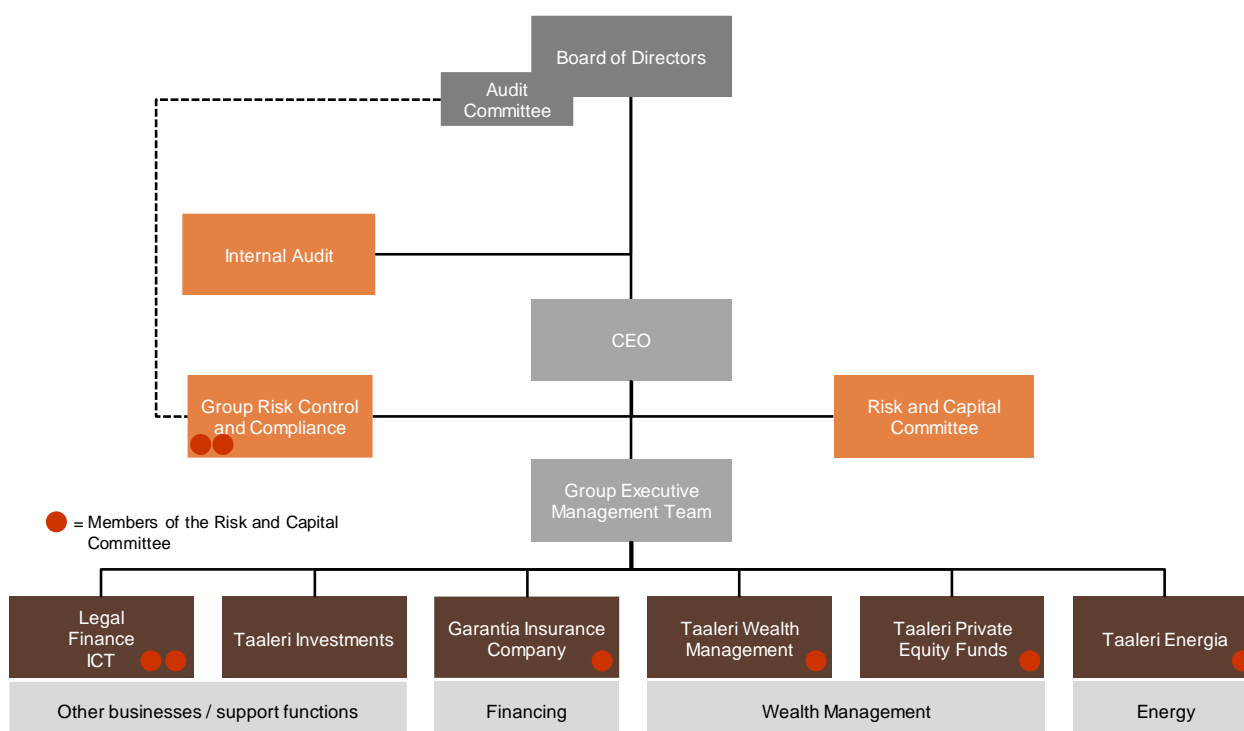 Board of Directors
Audit
Committee
Internal Audit
CEO
Group Risk Control
and Compliance
Risk and Capital
Committee
Group Executive
Management Team
= Members of the Risk and Capital
Committee
Legal
Finance
ICT
Taaleri Investments
Garantia Insurance
Company
Taaleri Wealth
Management
Taaleri Private
Equity Funds
Taaleri Energia
Other businesses / support functions
Financing
Wealth Management
Energy